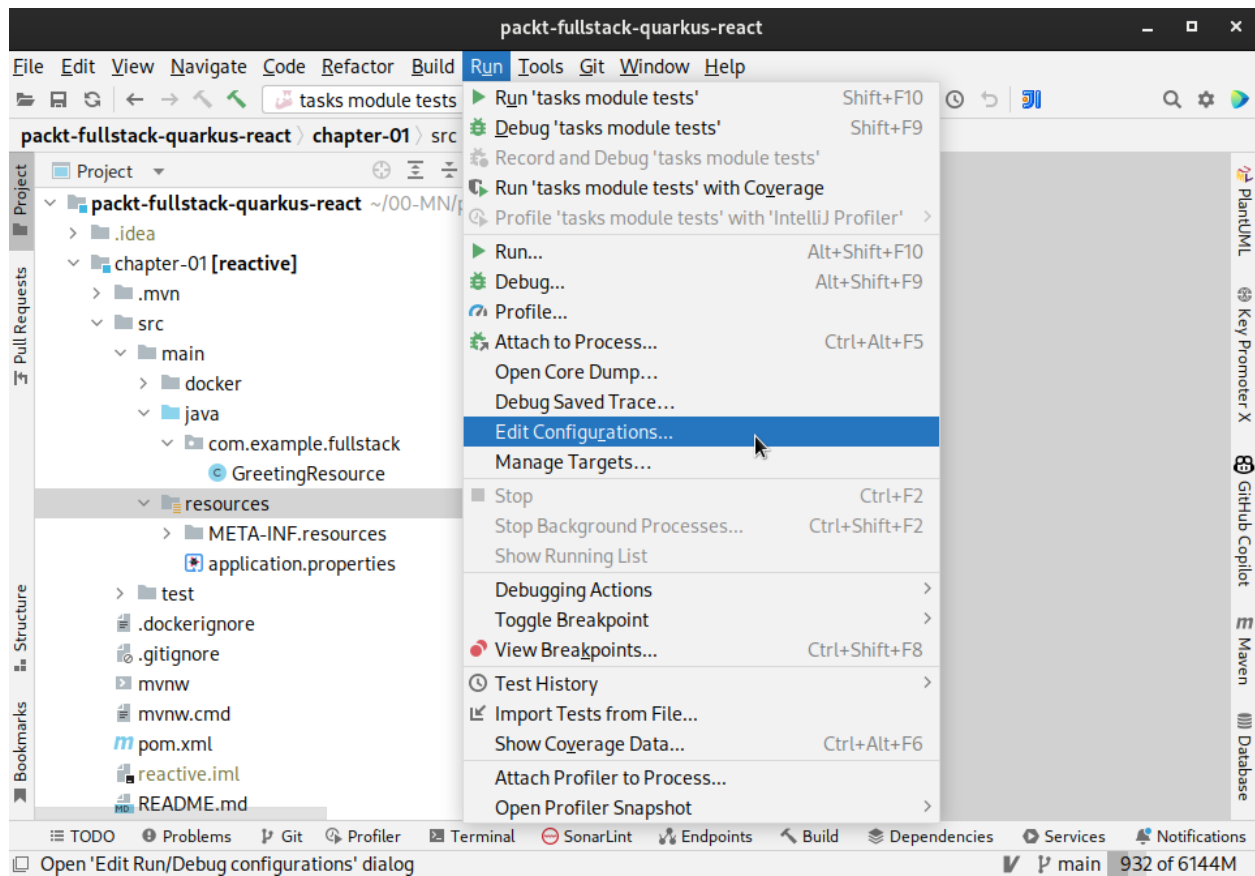 packt-fullstack-quarkus-react
File Edit View Navigate Code Refactor Build Run Tools Git Window Help
tasks module tests
packt-fullstack-quarkus-react chapter-01 src
Project
packt-fullstack-quarkus-react ~/00-MN/
.idea
chapter-01 [reactive]
.mvn
src
main
docker
java
com.example.fullstack
GreetingResource
resources
META-INF.resources
application.properties
test
.dockerignore
.gitignore
mvnw
mvnw.cmd
pom.xml
reactive.iml
README.md
Run 'tasks module tests' Shift+F10
Debug 'tasks module tests' Shift+F9
Record and Debug 'tasks module tests'
Run 'tasks module tests' with Coverage
Profile 'tasks module tests' with 'IntelliJ Profiler'
Run... Alt+Shift+F10
Debug... Alt+Shift+F9
Profile...
Attach to Process... Ctrl+Alt+F5
Open Core Dump...
Debug Saved Trace...
Edit Configurations...
Manage Targets...
Stop Ctrl+F2
Stop Background Processes... Ctrl+Shift+F2
Show Running List
Debugging Actions
Toggle Breakpoint
View Breakpoints... Ctrl+Shift+F8
Test History
Import Tests from File...
Show Coverage Data... Ctrl+Alt+F6
Attach Profiler to Process...
Open Profiler Snapshot
Project
Pull Requests
Structure
Bookmarks
PlantUML
Key Promoter X
GitHub Copilot
Maven
Database
TODO Problems Git Profiler Terminal SonarLint Endpoints Build Dependencies Services Notifications
Open 'Edit Run/Debug configurations' dialog main 932 of 6144M